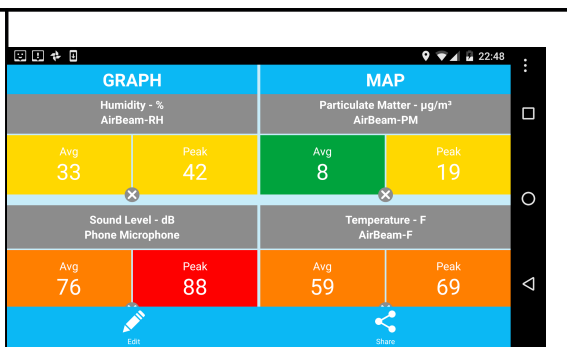 22:48
GRAPH
MAP
Humidity - %
AirBeam-RH
Particulate Matter - µg/m³
AirBeam-PM
Avg
33
Peak
42
Avg
8
Peak
19
Sound Level - dB
Phone Microphone
Temperature - F
AirBeam-F
Avg
76
Peak
88
Avg
59
Peak
69
Edit
Share